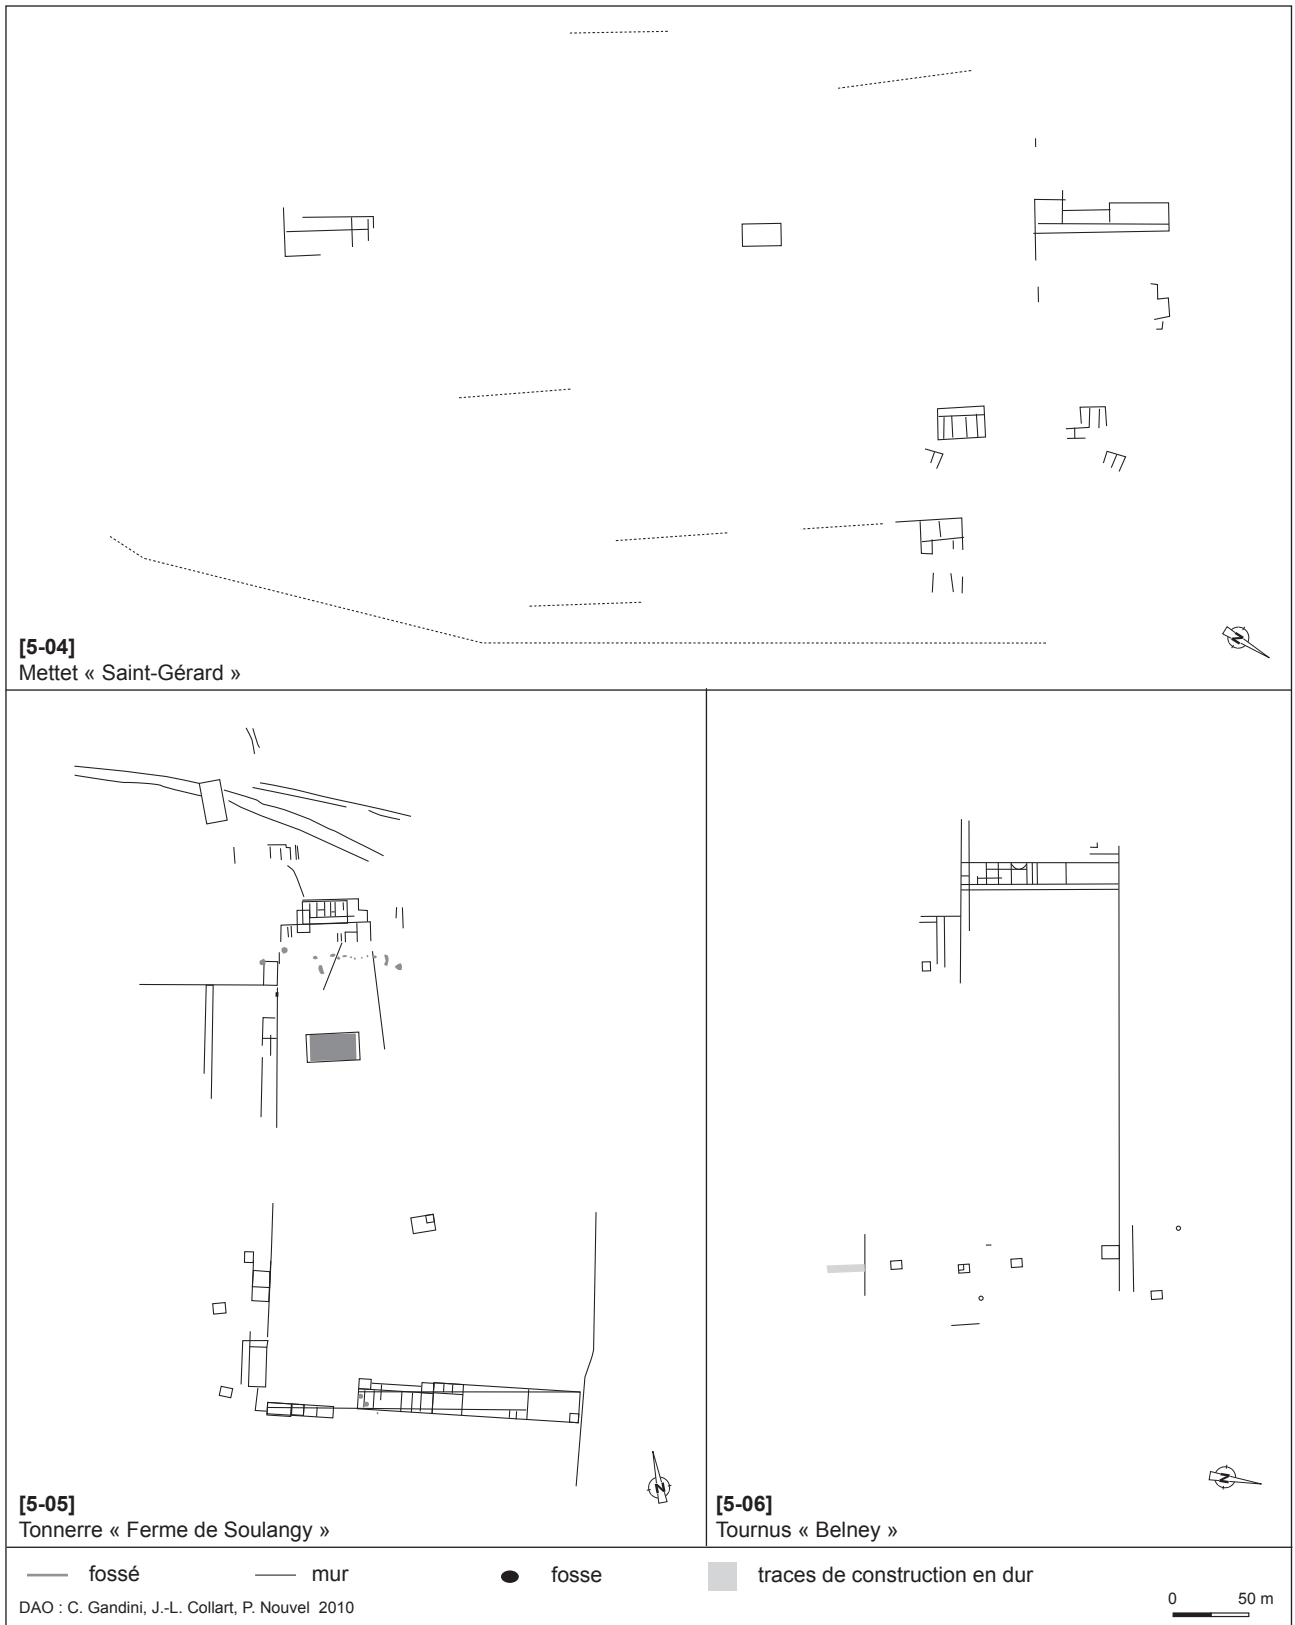 [5-04]
Mettet « Saint-Gérard »
N
[5-05]
Tonnerre « Ferme de Soulangy »
N
[5-06]
Tournus « Belney »
N
fossé
mur
fosse
traces de construction en dur
DAO : C. Gandini, J.-L. Collart, P. Nouvel 2010
0 50 m